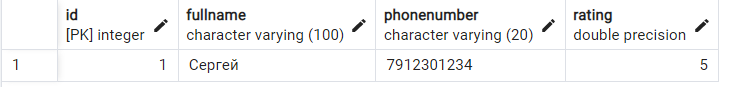 id fullname phonenumber rating
[PK] integer character varying (100) character varying (20) double precision
1 1 Сергей 7912301234 5